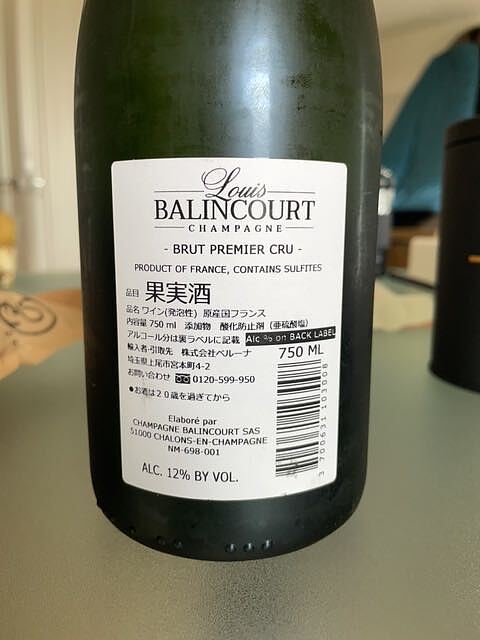 Louis
BALINCOURT
CHAMPAGNE
- BRUT PREMIER CRU -
PRODUCT OF FRANCE, CONTAINS SULFITES
品目 果実酒
品名 ワイン(発泡性) 原産国フランス
内容量 750 ml 添加物 酸化防止剤(亜硫酸塩)
アルコール分は裏ラベルに記載 Alc % on BACK LABEL
輸入者・引取先 株式会社ベルーナ
埼玉県上尾市宮本町4-2
お問い合わせ 0120-599-950
●お酒は20歳を過ぎてから
750 ML
Elaboré par
CHAMPAGNE BALINCOURT SAS
51000 CHALONS-EN-CHAMPAGNE
NM-698-001
ALC. 12% BY VOL.
3 700631 103008